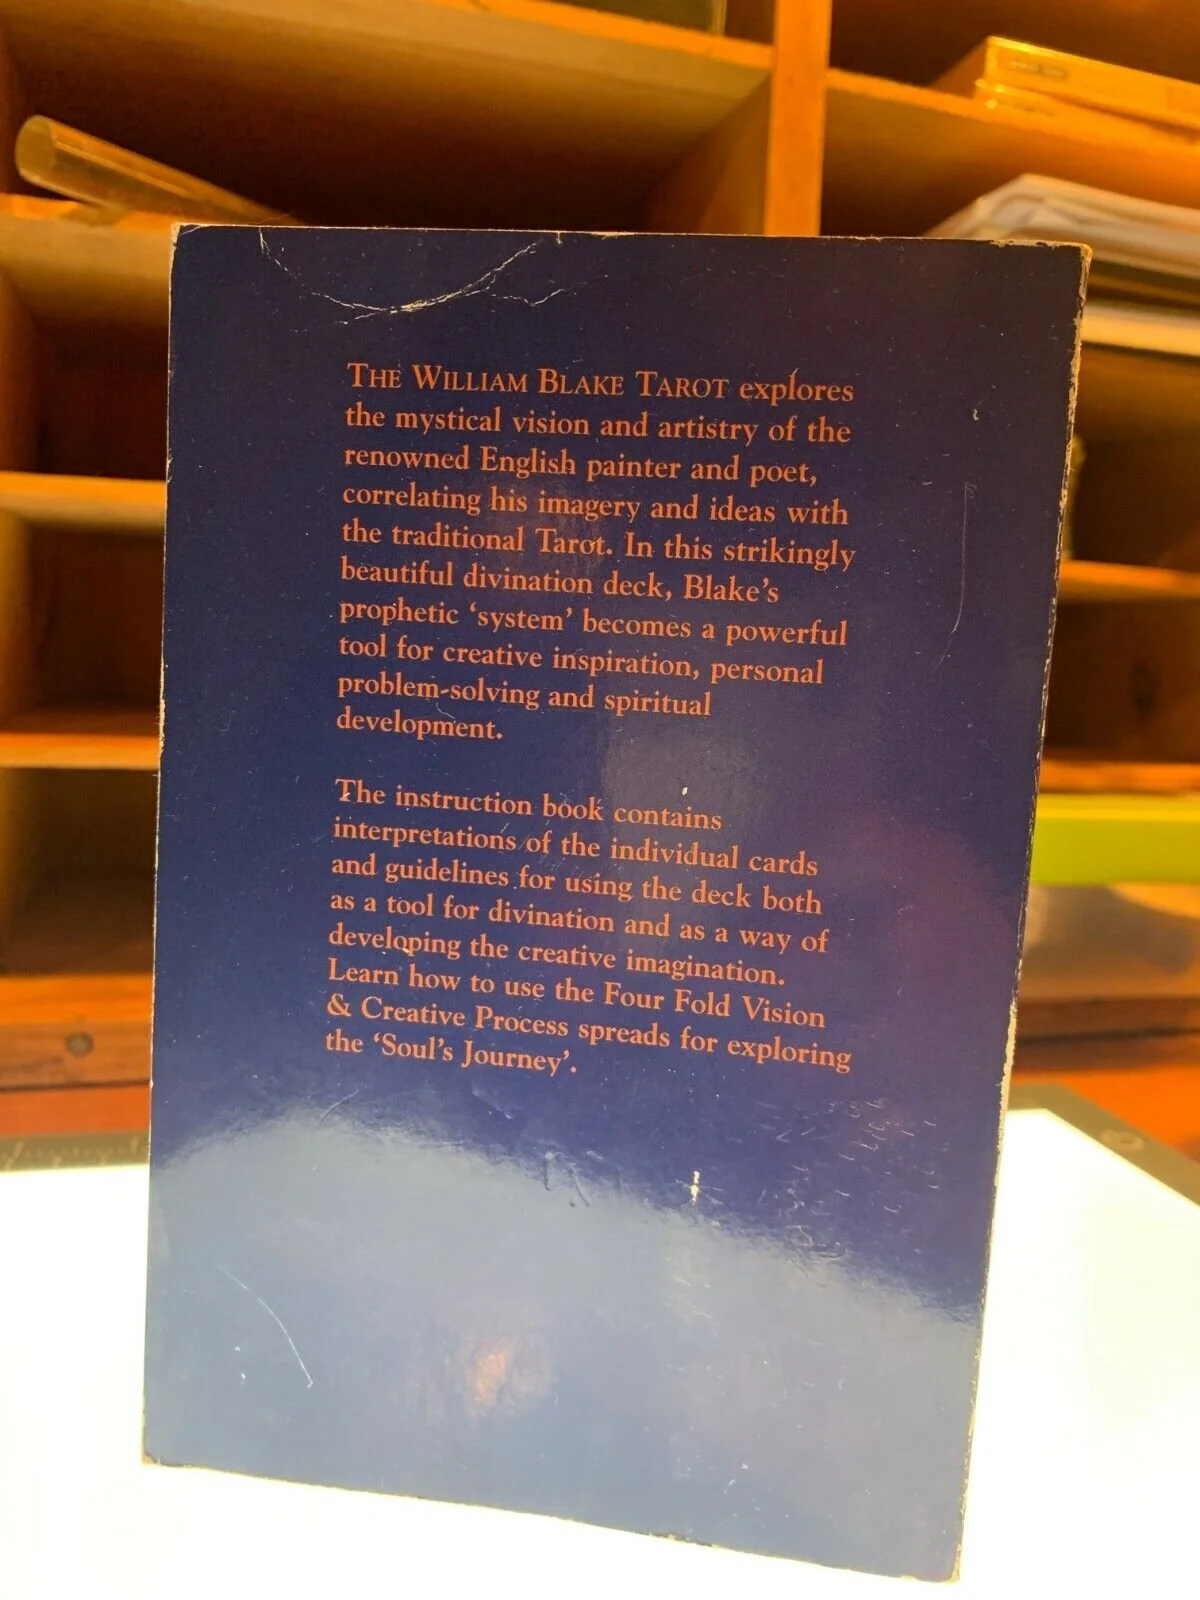 THE WILLIAM BLAKE TAROT explores
the mystical vision and artistry of the
renowned English painter and poet,
correlating his imagery and ideas with
the traditional Tarot. In this strikingly
beautiful divination deck, Blake's
prophetic 'system' becomes a powerful
tool for creative inspiration, personal
problem-solving and spiritual
development.
The instruction book contains
interpretations of the individual cards
and guidelines for using the deck both
as a tool for divination and as a way of
developing the creative imagination.
Learn how to use the Four Fold Vision
& Creative Process spreads for exploring
the 'Soul's Journey'.